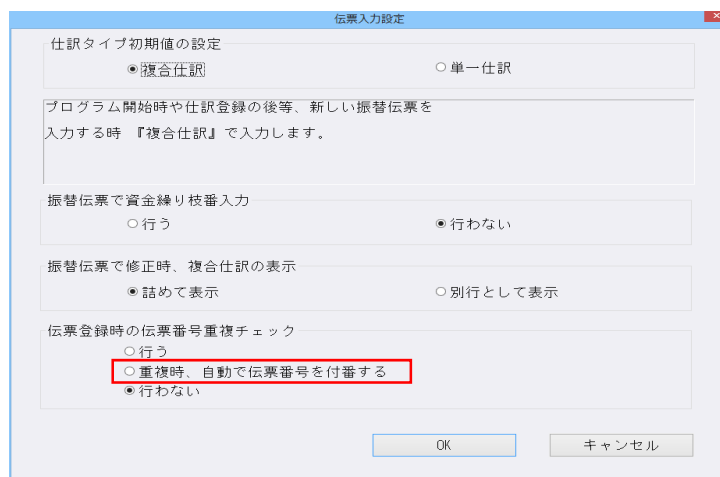 伝票入力設定
仕訳タイプ初期値の設定
複合仕訳 単一仕訳
プログラム開始時や仕訳登録の後等、新しい振替伝票を
入力する時 『複合仕訳』で入力します。
振替伝票で資金繰り枝番入力
行う 行わない
振替伝票で修正時、複合仕訳の表示
詰めて表示 別行として表示
伝票登録時の伝票番号重複チェック
行う
重複時、自動で伝票番号を付番する
行わない
OK キャンセル